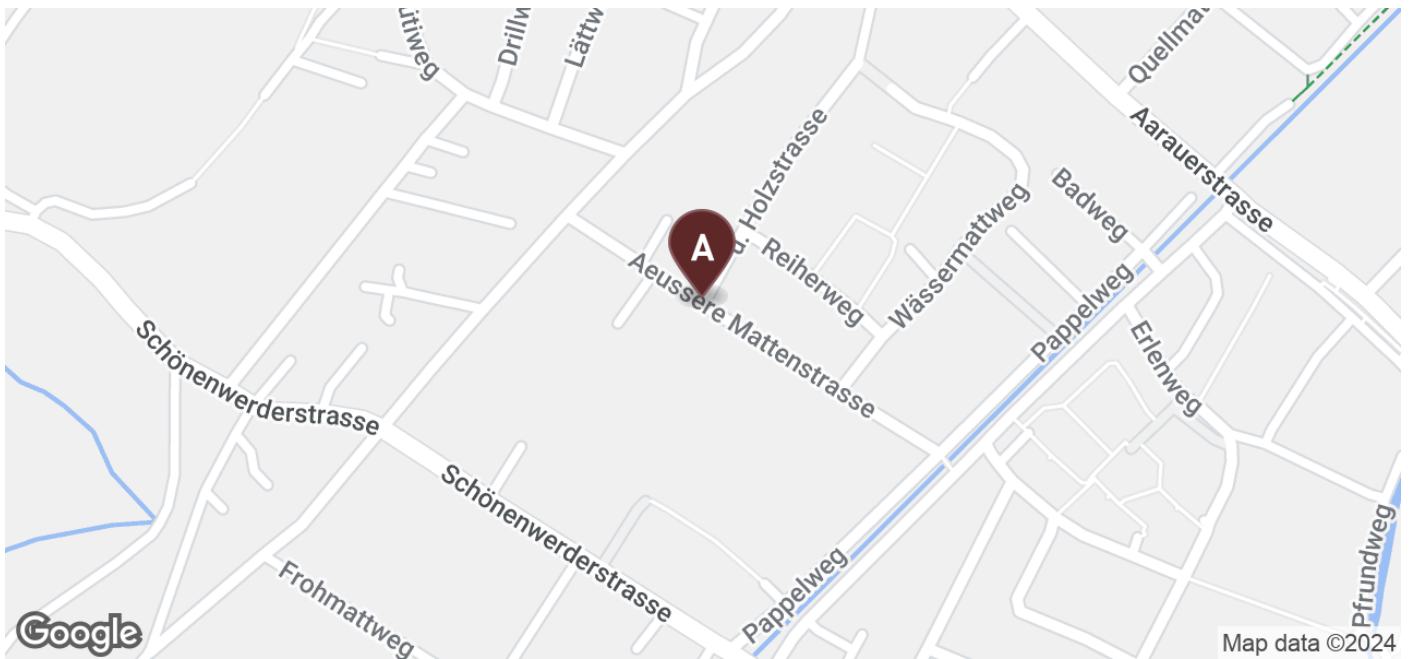 ütiweg
Drillw
Lättw
Quellma
Aarauerstrasse
Holzstrasse
Badweg
A
Reiherweg
Wässermattweg
Aeussere Mattenstrasse
Pappelweg
Erlenweg
Schönenwerderstrasse
Schönenwerderstrasse
Pappelweg
Pfrundweg
Frohmattweg
Google
Map data ©2024